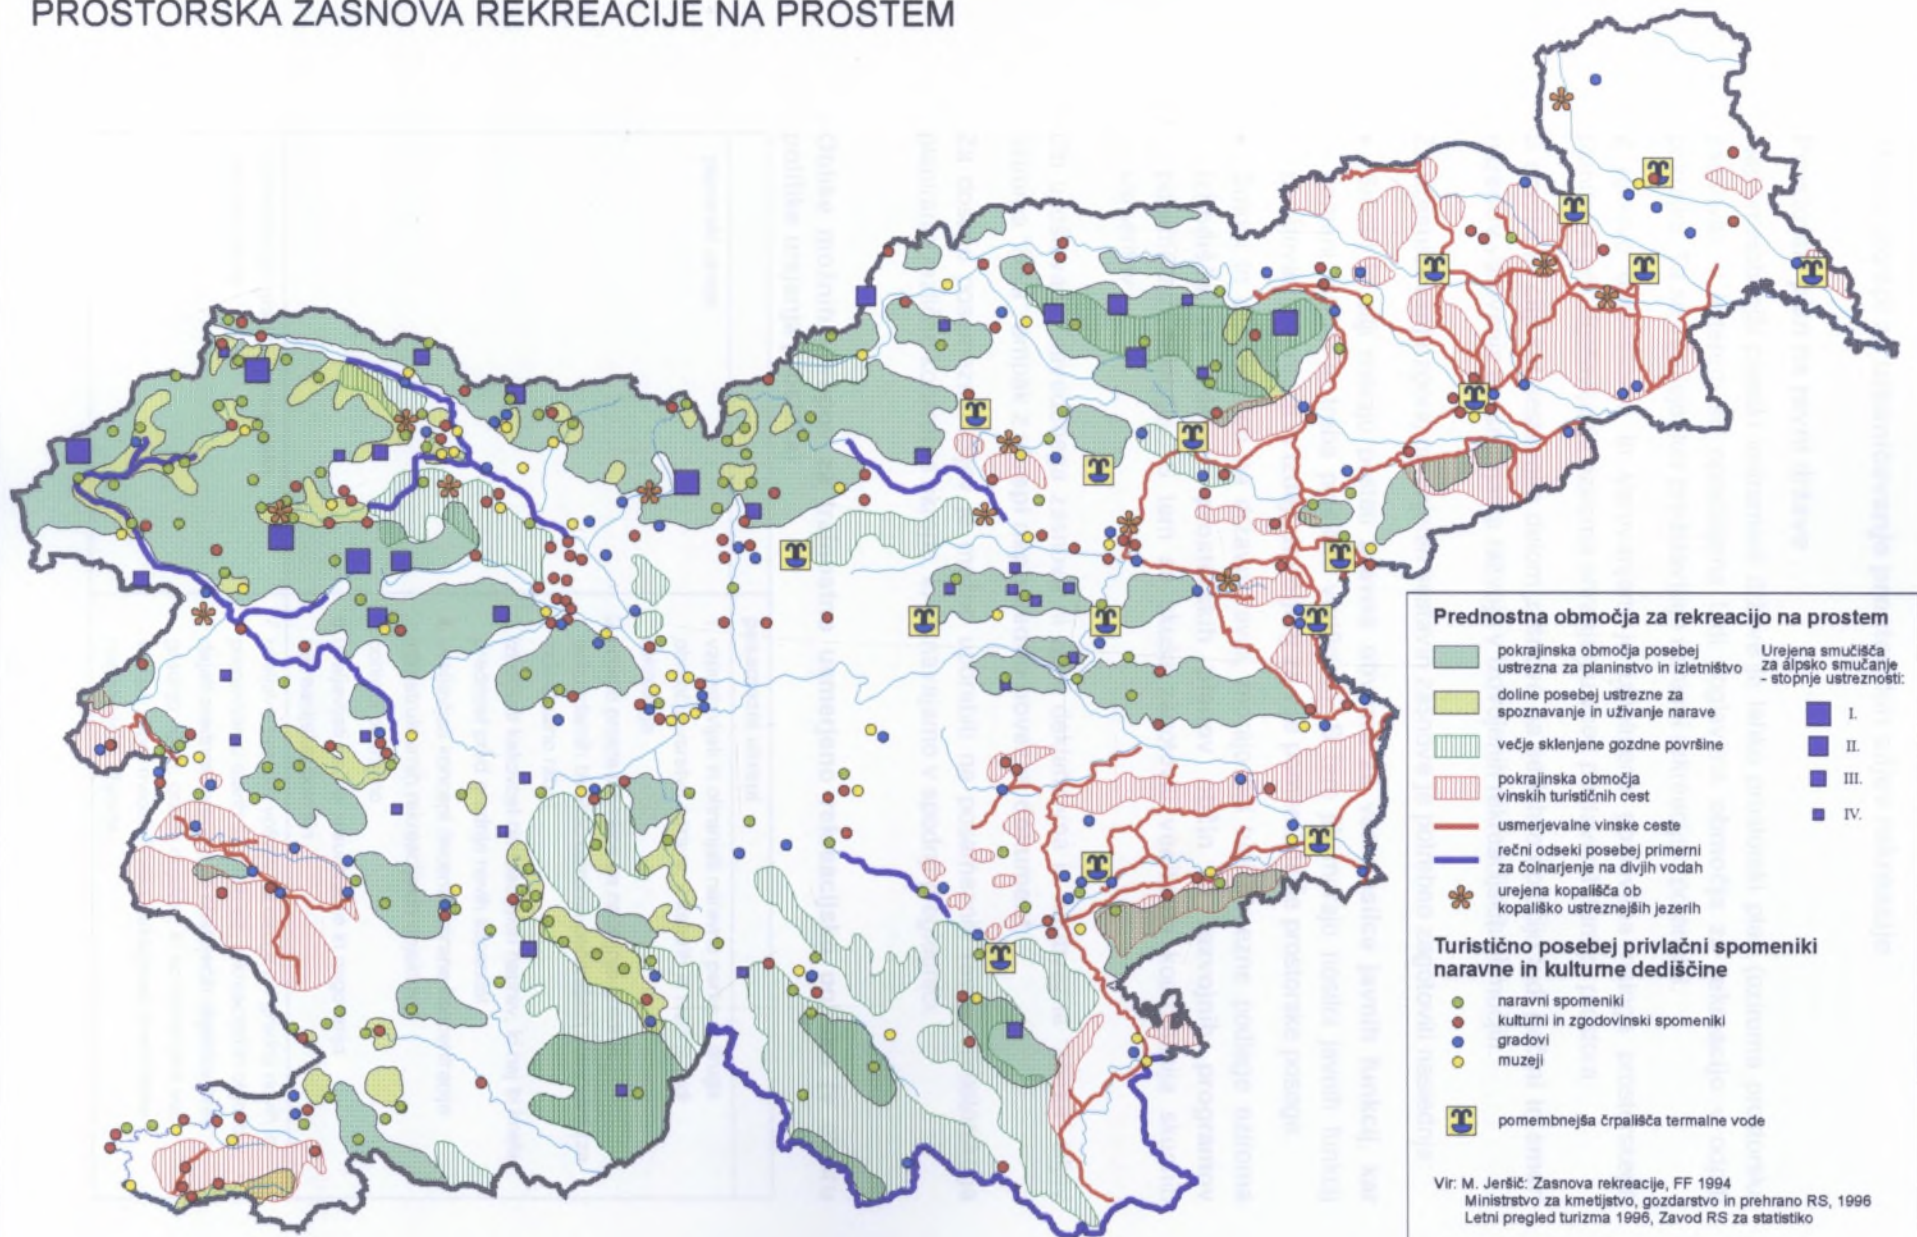 PROSTORSKA ZASNOVA REKREACIJE NA PROSTEM
Prednostna območja za rekreacijo na prostem
pokrajinska območja posebej
ustrezna za planinstvo in izletništvo
doline posebej ustrezne za
spoznavanje in uživanje narave
večje sklenjene gozdne površine
pokrajinska območja
vinskih turističnih cest
usmerjevalne vinske ceste
rečni odseki posebej primerni
za čolnarjenje na divjih vodah
urejena kopališča ob
kopališko ustreznejših jezerih
Urejena smučišča
za alpsko smučanje
- stopnje ustreznosti:
I.
II.
III.
IV.
Turistično posebej privlačni spomeniki
naravne in kulturne dediščine
naravni spomeniki
kulturni in zgodovinski spomeniki
gradovi
muzeji
pomembnejša črpališča termalne vode
Vir: M. Jeršič: Zasnova rekreacije, FF 1994
Ministrstvo za kmetijstvo, gozdarstvo in prehrano RS, 1996
Letni pregled turizma 1996, Zavod RS za statistiko